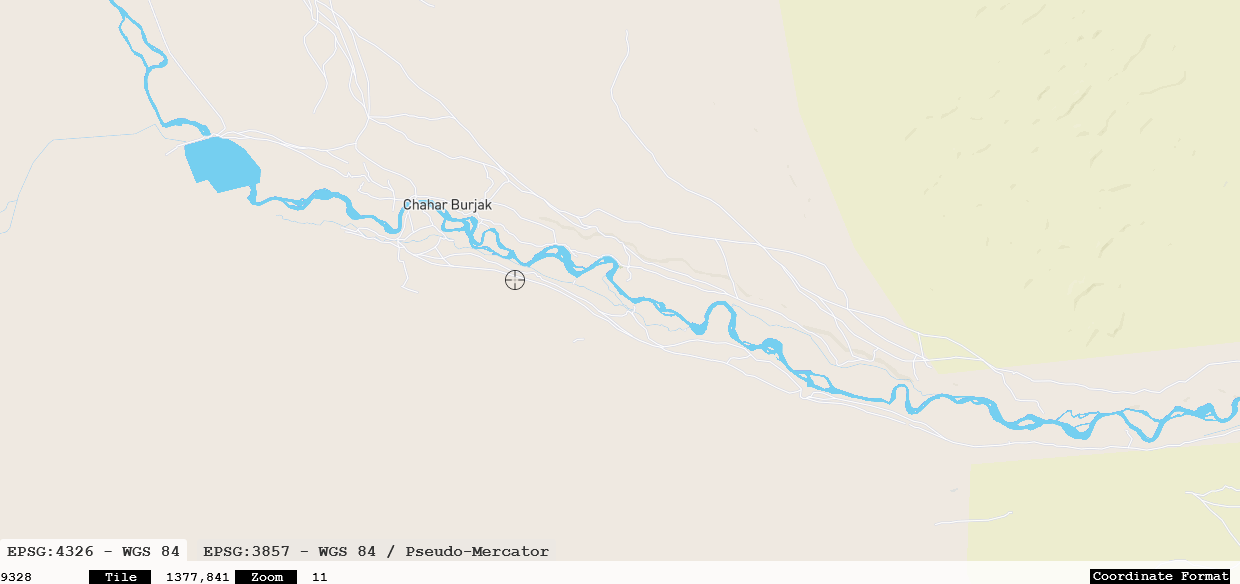 Chahar Burjak
EPSG:4326 - WGS 84 EPSG:3857 - WGS 84 / Pseudo-Mercator
9328 Tile 1377,841 Zoom 11 Coordinate Format